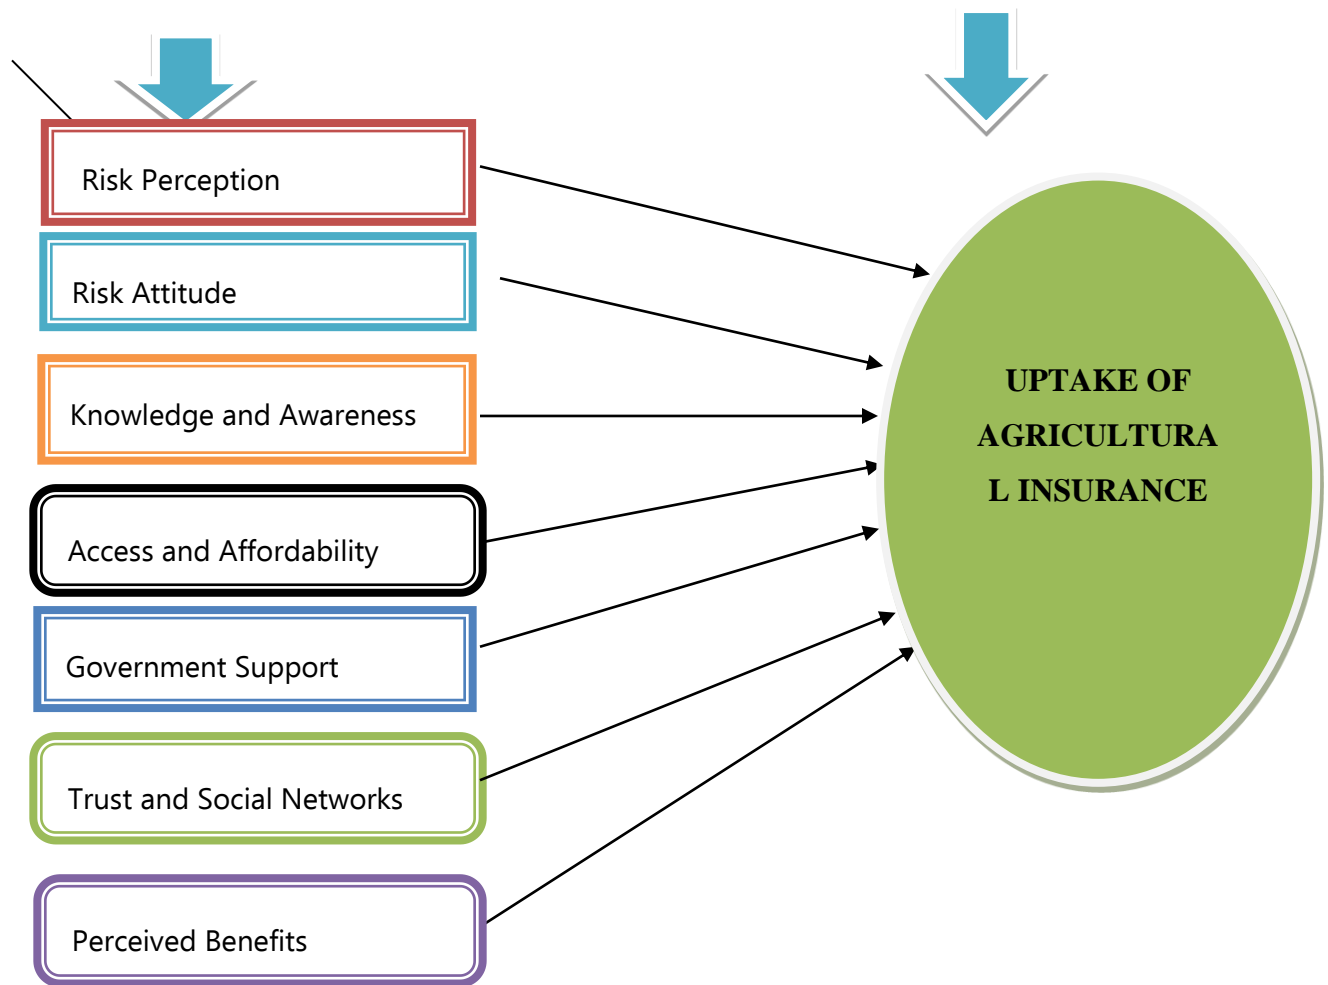 Risk Perception
Risk Attitude
Knowledge and Awareness
Access and Affordability
Government Support
Trust and Social Networks
Perceived Benefits
UPTAKE OF
AGRICULTURA
L INSURANCE